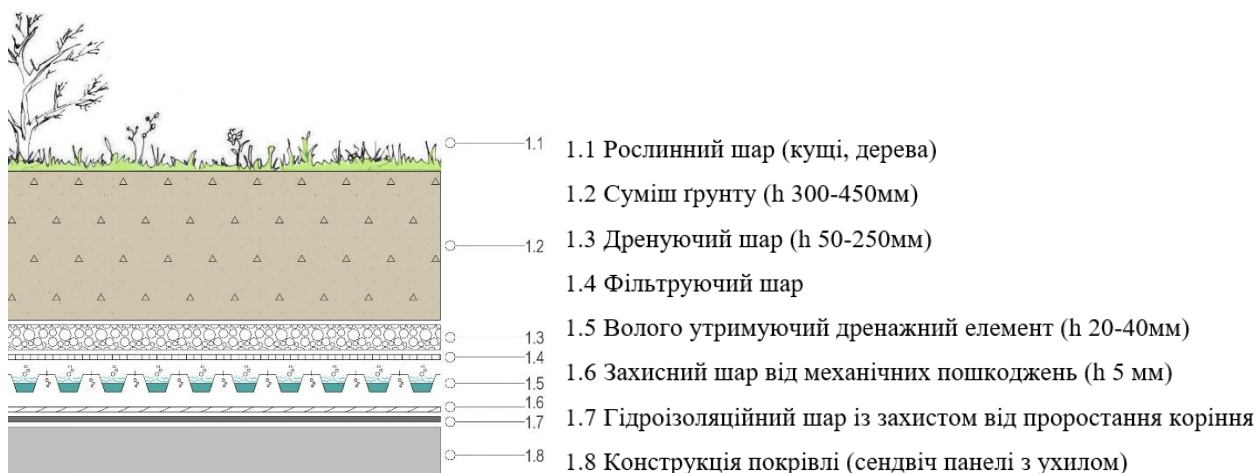 1.1 1.1 Рослинний шар (кущі, дерева)
1.2 Суміш ґрунту (h 300-450мм)
1.2 1.3 Дренуючий шар (h 50-250мм)
1.4 Фільтруючий шар
1.3 1.5 Волого утримуючий дренажний елемент (h 20-40мм)
1.4
1.5 1.6 Захисний шар від механічних пошкоджень (h 5 мм)
1.6
1.7 1.7 Гідроізоляційний шар із захистом від проростання коріння
1.8 1.8 Конструкція покрівлі (сендвіч панелі з ухилом)